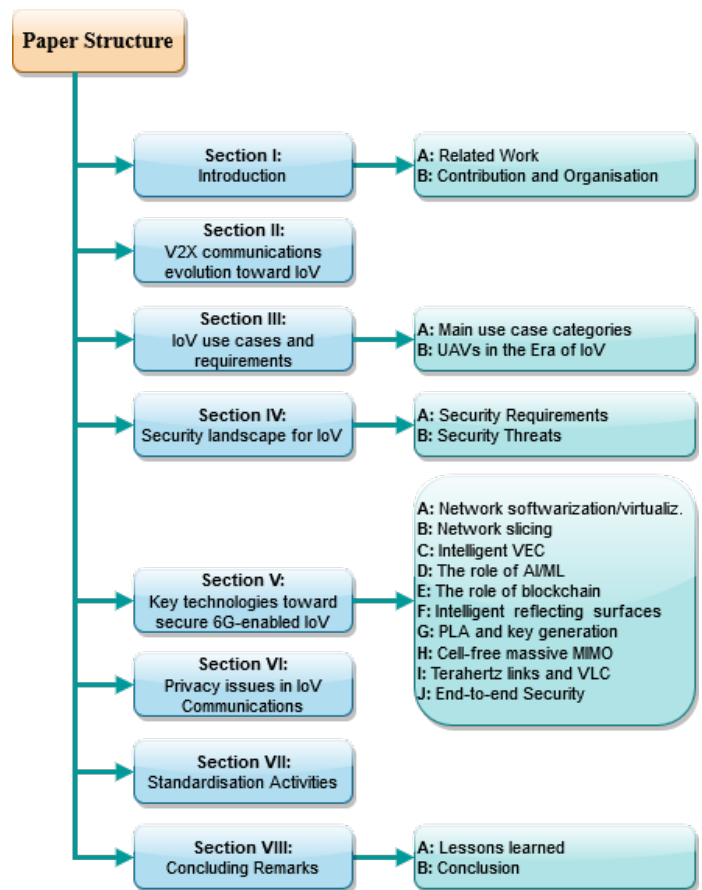 Paper Structure
Section I:
Introduction
A: Related Work
B: Contribution and Organisation
Section II:
V2X communications
evolution toward IoV
Section III:
IoV use cases and
requirements
A: Main use case categories
B: UAVs in the Era of IoV
Section IV:
Security landscape for IoV
A: Security Requirements
B: Security Threats
Section V:
Key technologies toward
secure 6G-enabled IoV
A: Network softwarization/virtualiz.
B: Network slicing
C: Intelligent VEC
D: The role of AI/ML
E: The role of blockchain
F: Intelligent reflecting surfaces
G: PLA and key generation
H: Cell-free massive MIMO
I: Terahertz links and VLC
J: End-to-end Security
Section VI:
Privacy issues in IoV
Communications
Section VII:
Standardisation Activities
Section VIII:
Concluding Remarks
A: Lessons learned
B: Conclusion